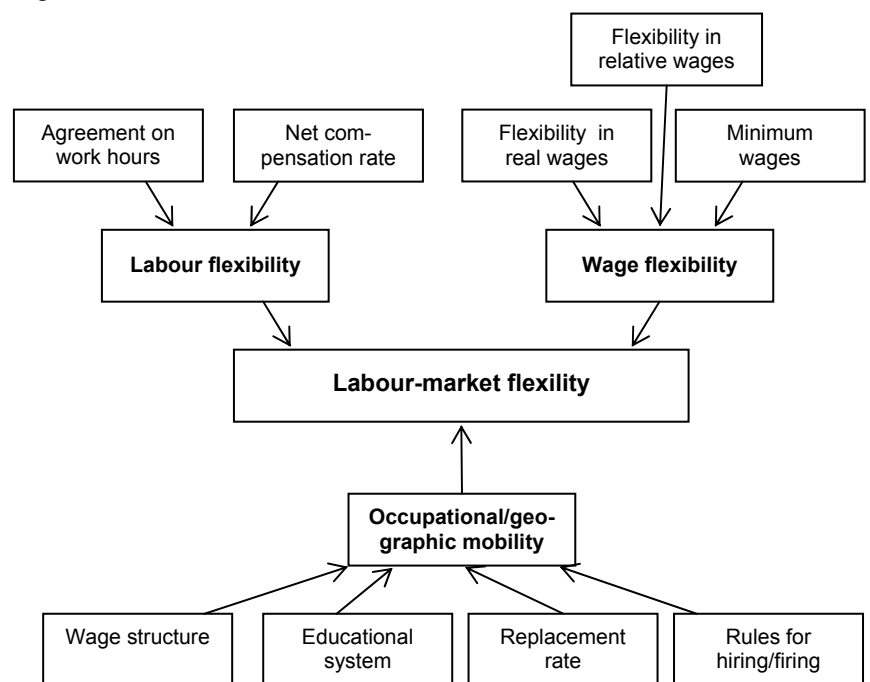 Flexibility in
relative wages
Agreement on
work hours
Net com-
pensation rate
Flexibility in
real wages
Minimum
wages
Labour flexibility
Wage flexibility
Labour-market flexility
Occupational/geo-
graphic mobility
Wage structure
Educational
system
Replacement
rate
Rules for
hiring/firing